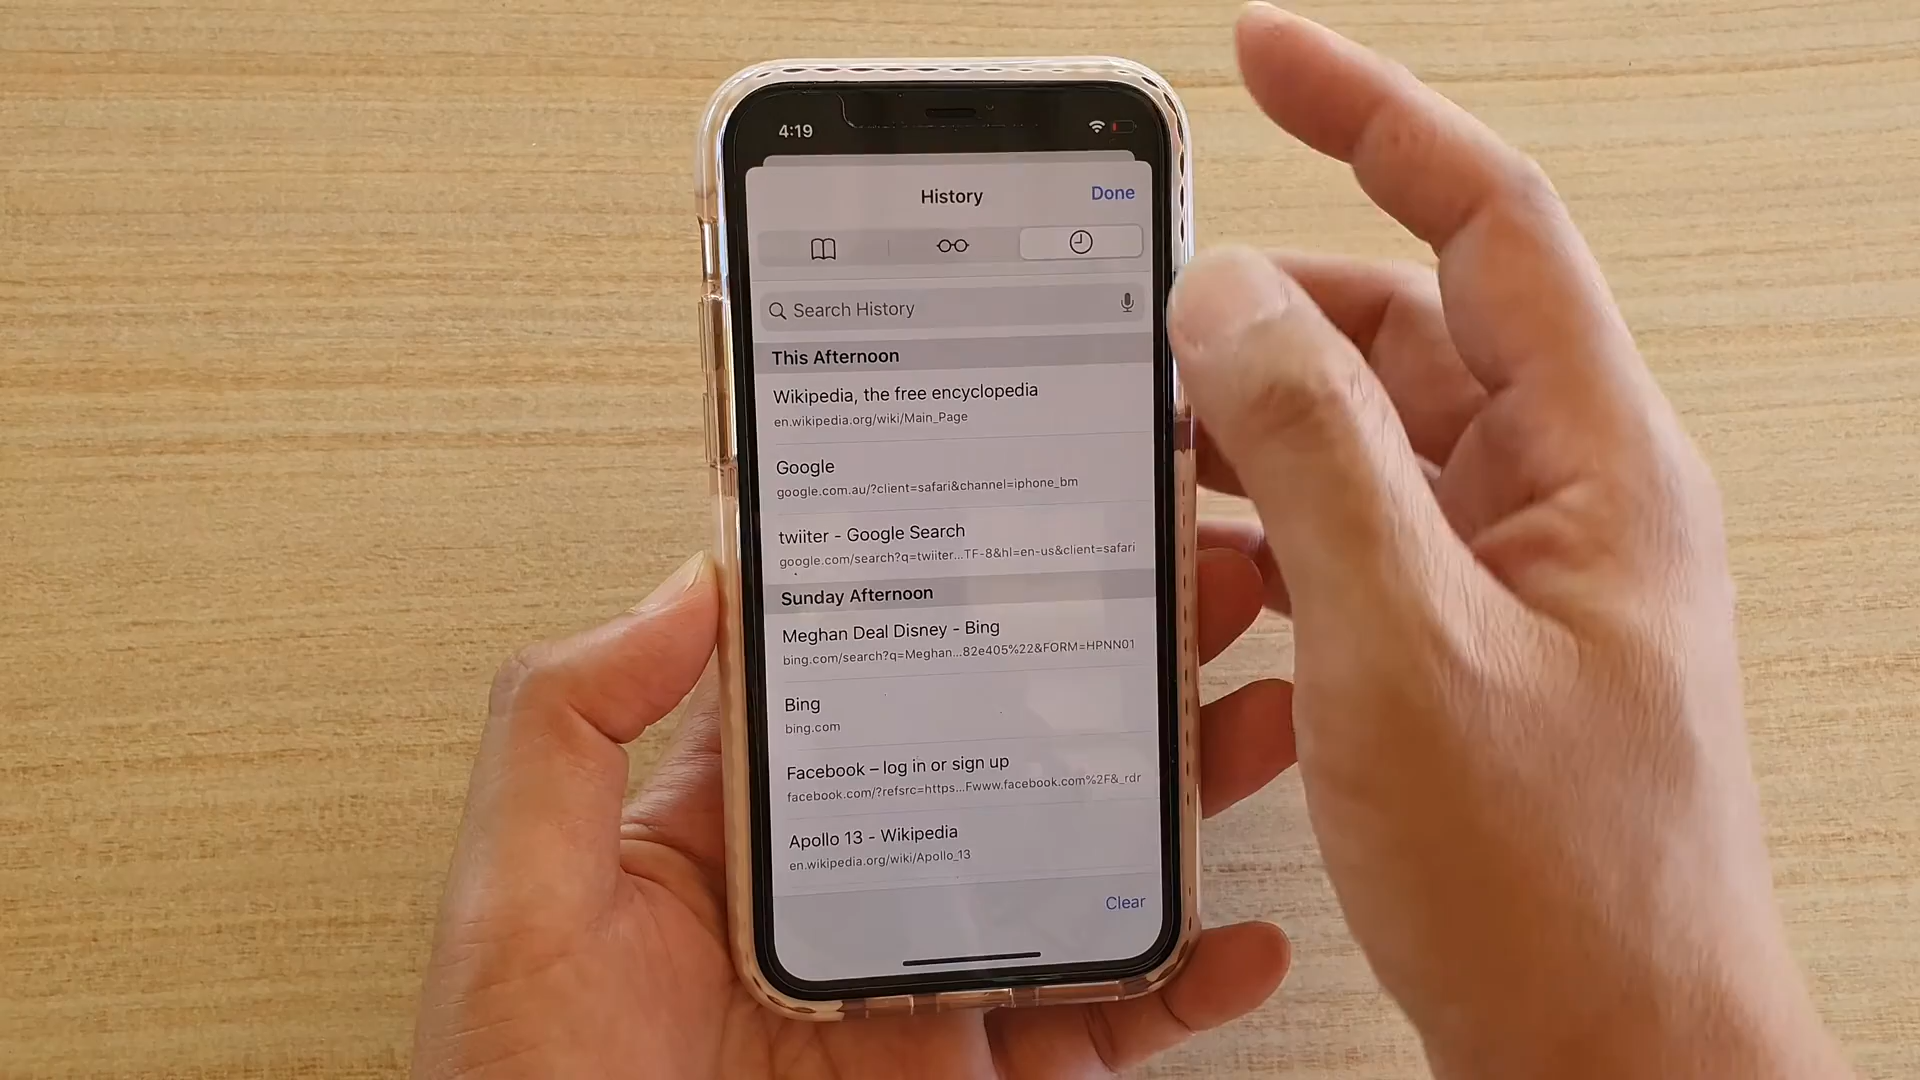 4:19
History
Done
Search History
This Afternoon
Wikipedia, the free encyclopedia
en.wikipedia.org/wiki/Main_Page
Google
google.com.au/?client=safari&channel=iphone_bm
twiiter - Google Search
google.com/search?q=twiiter...TF-8&hl=en-us&client=safari
Sunday Afternoon
Meghan Deal Disney - Bing
bing.com/search?q=Meghan...82e405%22&FORM=HPNN01
Bing
bing.com
Facebook – log in or sign up
facebook.com/?refsrc=https...Fwww.facebook.com%2F&_rdr
Apollo 13 - Wikipedia
en.wikipedia.org/wiki/Apollo_13
Clear